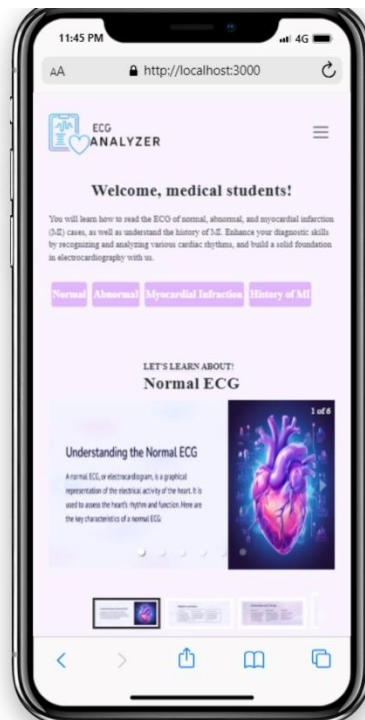 11:45 PM
4G
AA
http://localhost:3000
ECG
ANALYZER
Welcome, medical students!
You will learn how to read the ECG of normal, abnormal, and myocardial infarction
(MI) cases, as well as understand the history of MI. Enhance your diagnostic skills
by recognizing and analyzing various cardiac rhythms, and build a solid foundation
in electrocardiography with us.
Normal Abnormal Myocardial Infraction History of MI
LET'S LEARN ABOUT!
Normal ECG
1 of 6
Understanding the Normal ECG
A normal ECG, or electrocardiogram, is a graphical
representation of the electrical activity of the heart. It is
used to assess the heart's rhythm and function. Here are
the key characteristics of a normal ECG: